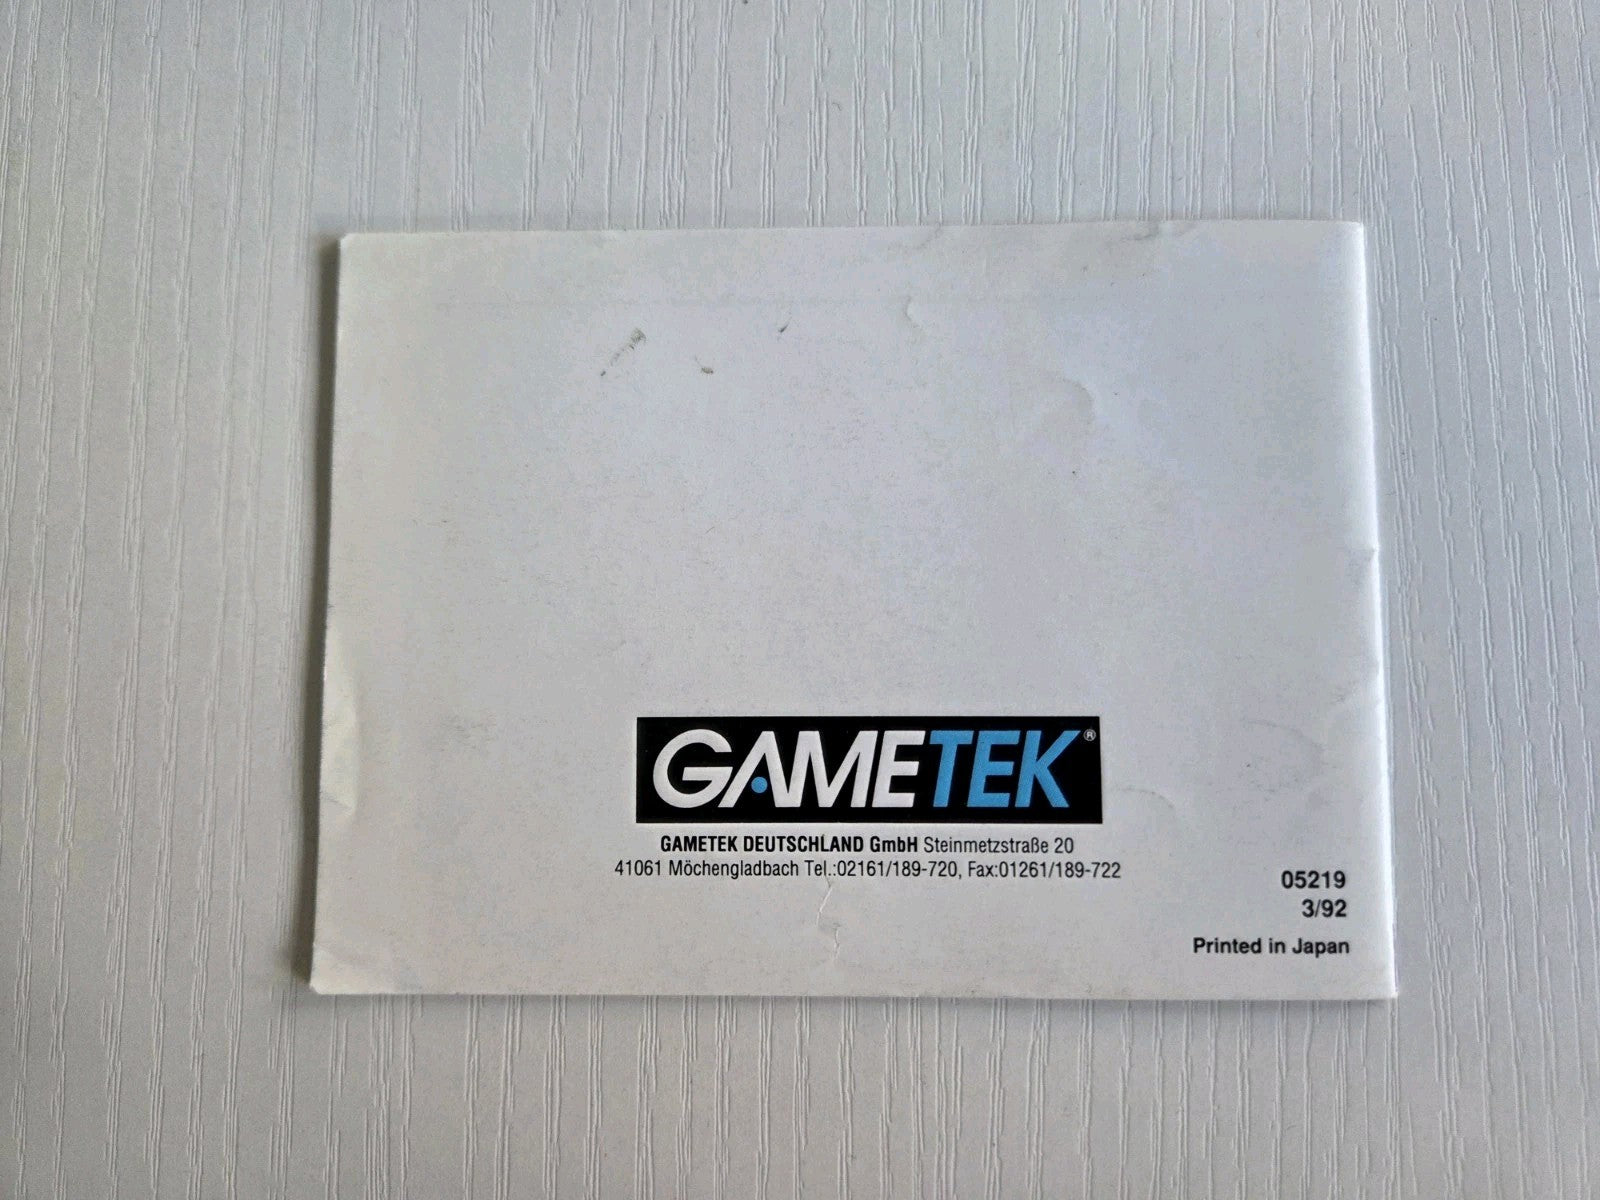 GAMETEK®
GAMETEK DEUTSCHLAND GmbH Steinmetzstraße 20
41061 Möchengladbach Tel.:02161/189-720, Fax:01261/189-722
05219
3/92
Printed in Japan